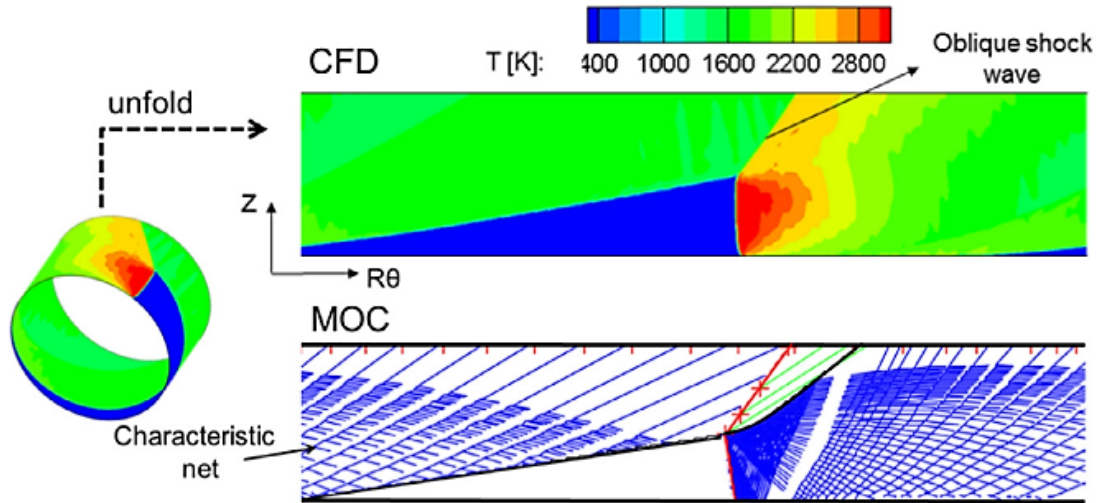 CFD
T [K]:
400 1000 1600 2200 2800
Oblique shock
wave
unfold
Z
Rθ
MOC
Characteristic
net